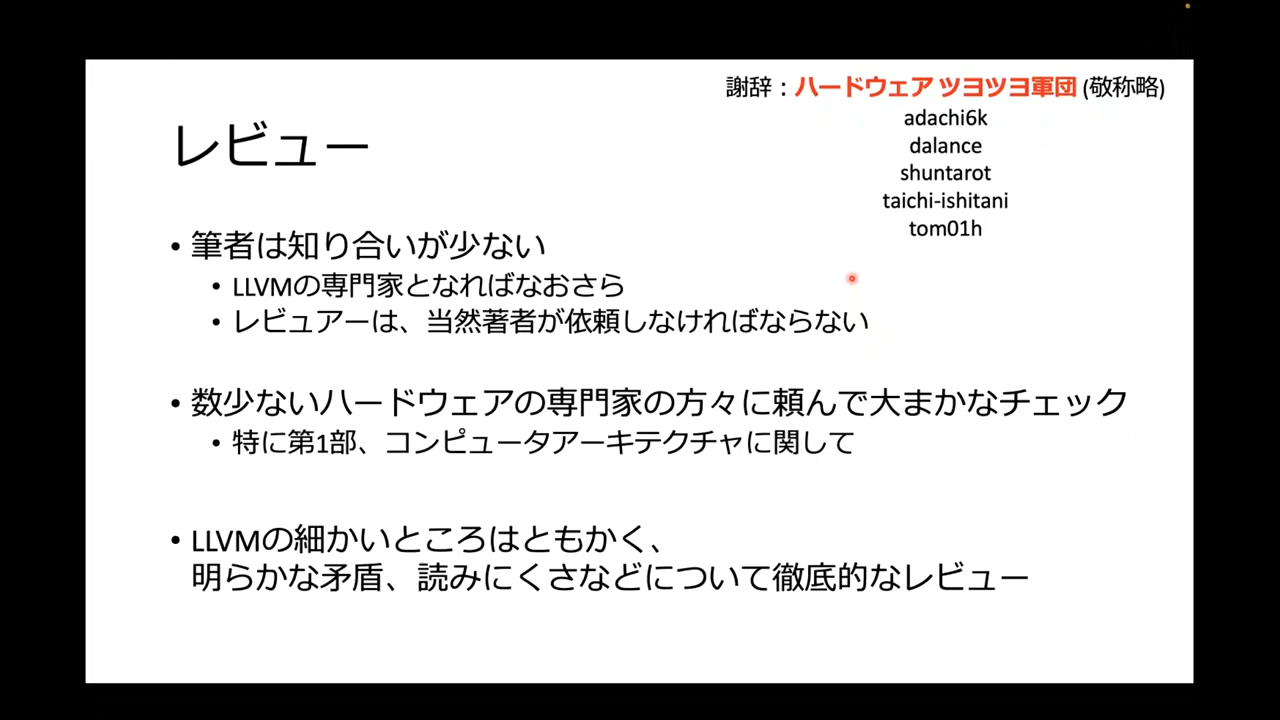 謝辞：ハードウェア ツヨツヨ軍団 (敬称略)
adachi6k
dalance
shuntarot
taichi-ishitani
tom01h
レビュー
• 筆者は知り合いが少ない
• LLVMの専門家となればなおさら
• レビュアーは、当然著者が依頼しなければならない
• 数少ないハードウェアの専門家の方々に頼んで大まかなチェック
• 特に第1部、コンピュータアーキテクチャに関して
• LLVMの細かいところはともかく、
明らかな矛盾、読みにくさなどについて徹底的なレビュー